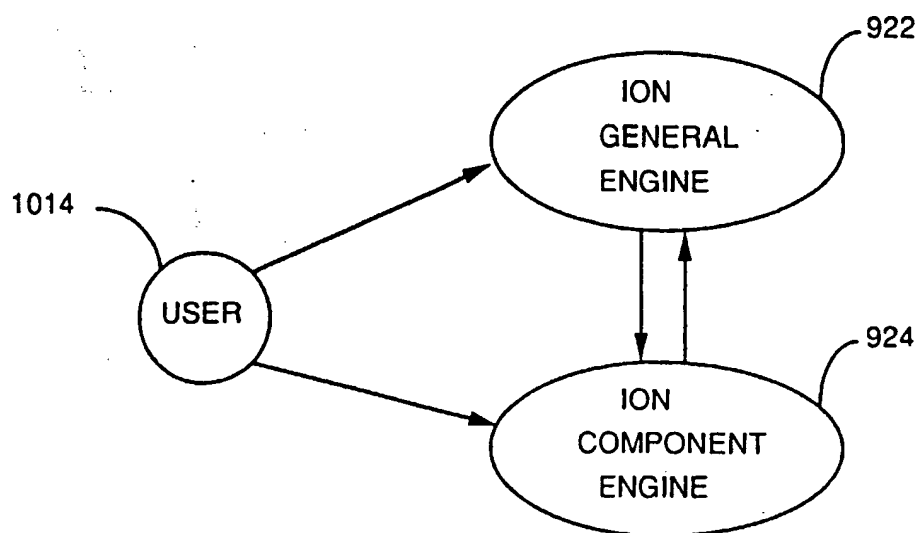 922
ION
GENERAL
ENGINE
1014
USER
924
ION
COMPONENT
ENGINE